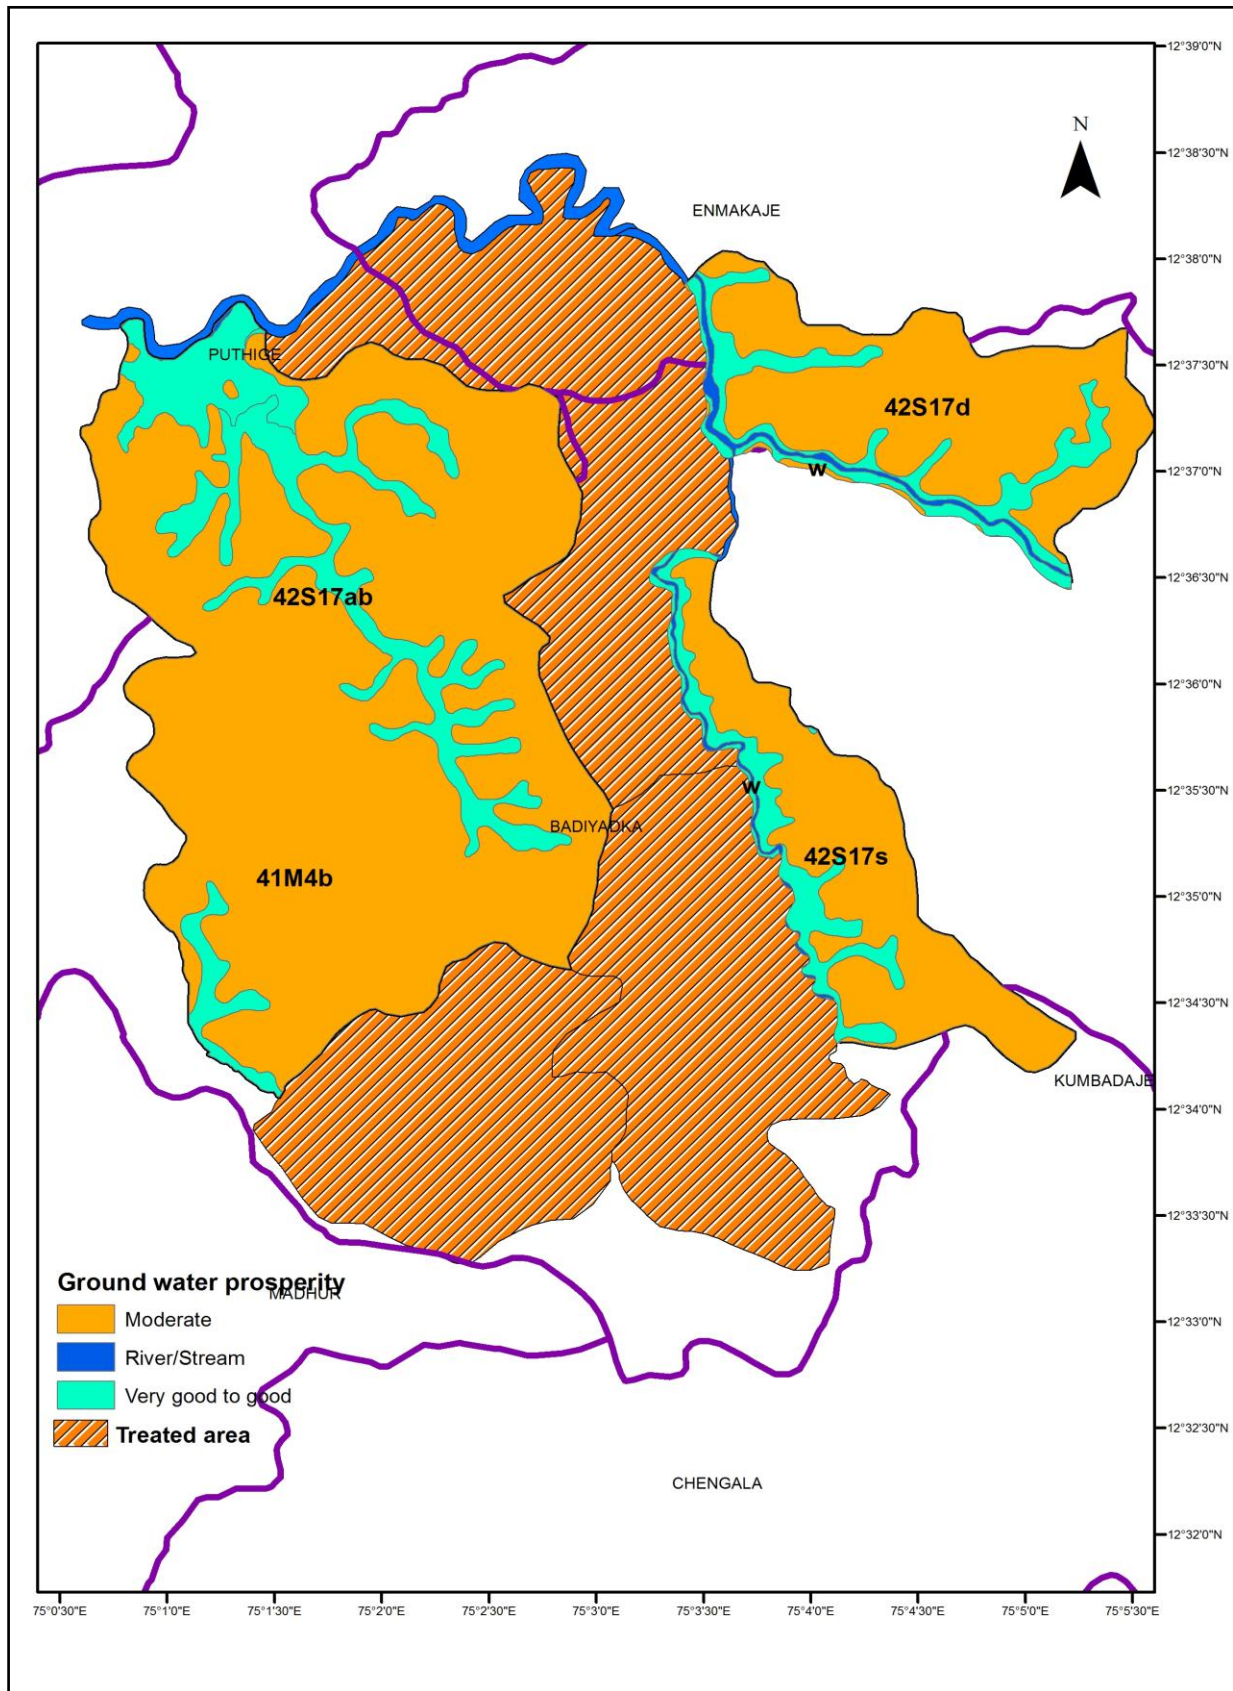 12°39'0"N
N
12°38'30"N
ENMAKAJE
12°38'0"N
PUTHIGE
12°37'30"N
42S17d
W
12°37'0"N
12°36'30"N
42S17ab
12°36'0"N
W
12°35'30"N
BADIYADKA
42S17s
41M4b
12°35'0"N
12°34'30"N
KUMBADAJE
12°34'0"N
12°33'30"N
Ground water prosperity
MADHUR
Moderate
12°33'0"N
River/Stream
Very good to good
Treated area
12°32'30"N
CHENGALA
12°32'0"N
75°0'30"E 75°1'0"E 75°1'30"E 75°2'0"E 75°2'30"E 75°3'0"E 75°3'30"E 75°4'0"E 75°4'30"E 75°5'0"E 75°5'30"E